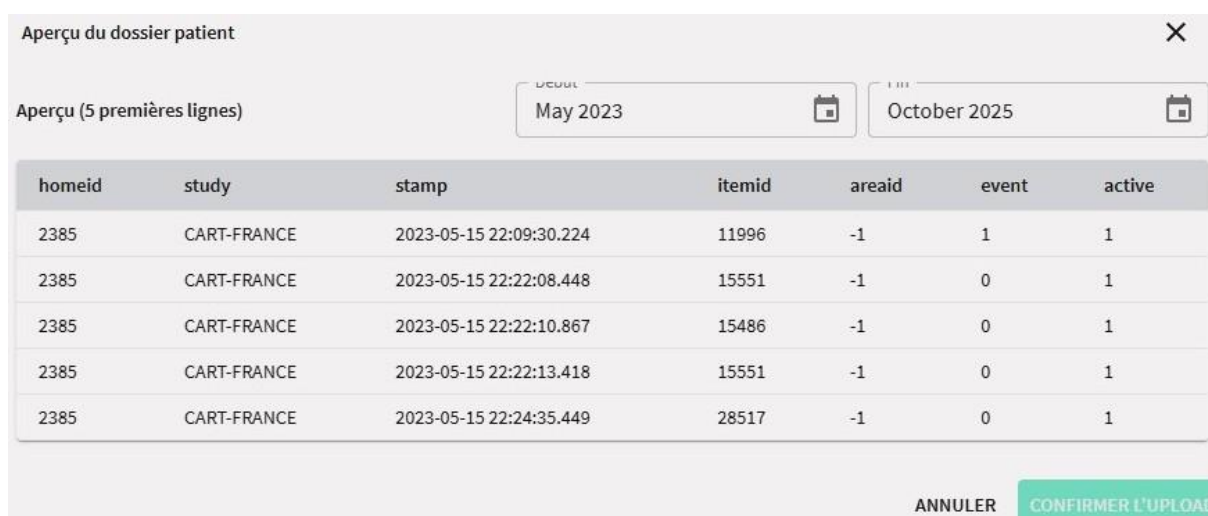 Aperçu du dossier patient
Aperçu (5 premières lignes)
Début
May 2023
Fin
October 2025
homeid study stamp itemid areaid event active
2385 CART-FRANCE 2023-05-15 22:09:30.224 11996 -1 1 1
2385 CART-FRANCE 2023-05-15 22:22:08.448 15551 -1 0 1
2385 CART-FRANCE 2023-05-15 22:22:10.867 15486 -1 0 1
2385 CART-FRANCE 2023-05-15 22:22:13.418 15551 -1 0 1
2385 CART-FRANCE 2023-05-15 22:24:35.449 28517 -1 0 1
ANNULER CONFIRMER L'UPLOAD